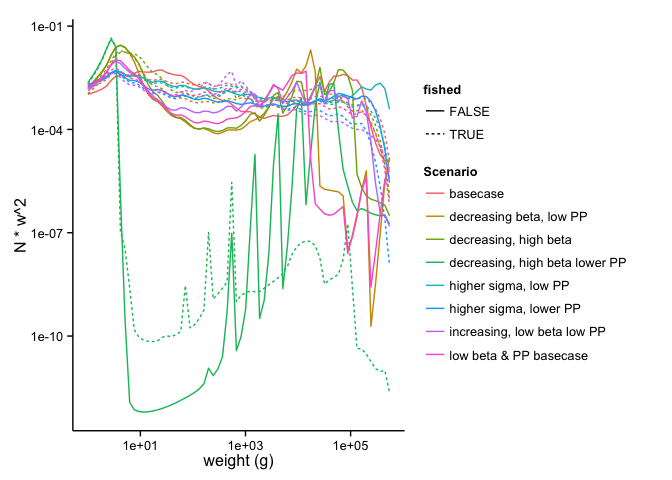 1e-01
1e-04
1e-07
1e-10
N * w^2
1e+01
1e+03
1e+05
weight (g)
fished
FALSE
TRUE
Scenario
basecase
decreasing beta, low PP
decreasing, high beta
decreasing, high beta lower PP
higher sigma, low PP
higher sigma, lower PP
increasing, low beta low PP
low beta & PP basecase